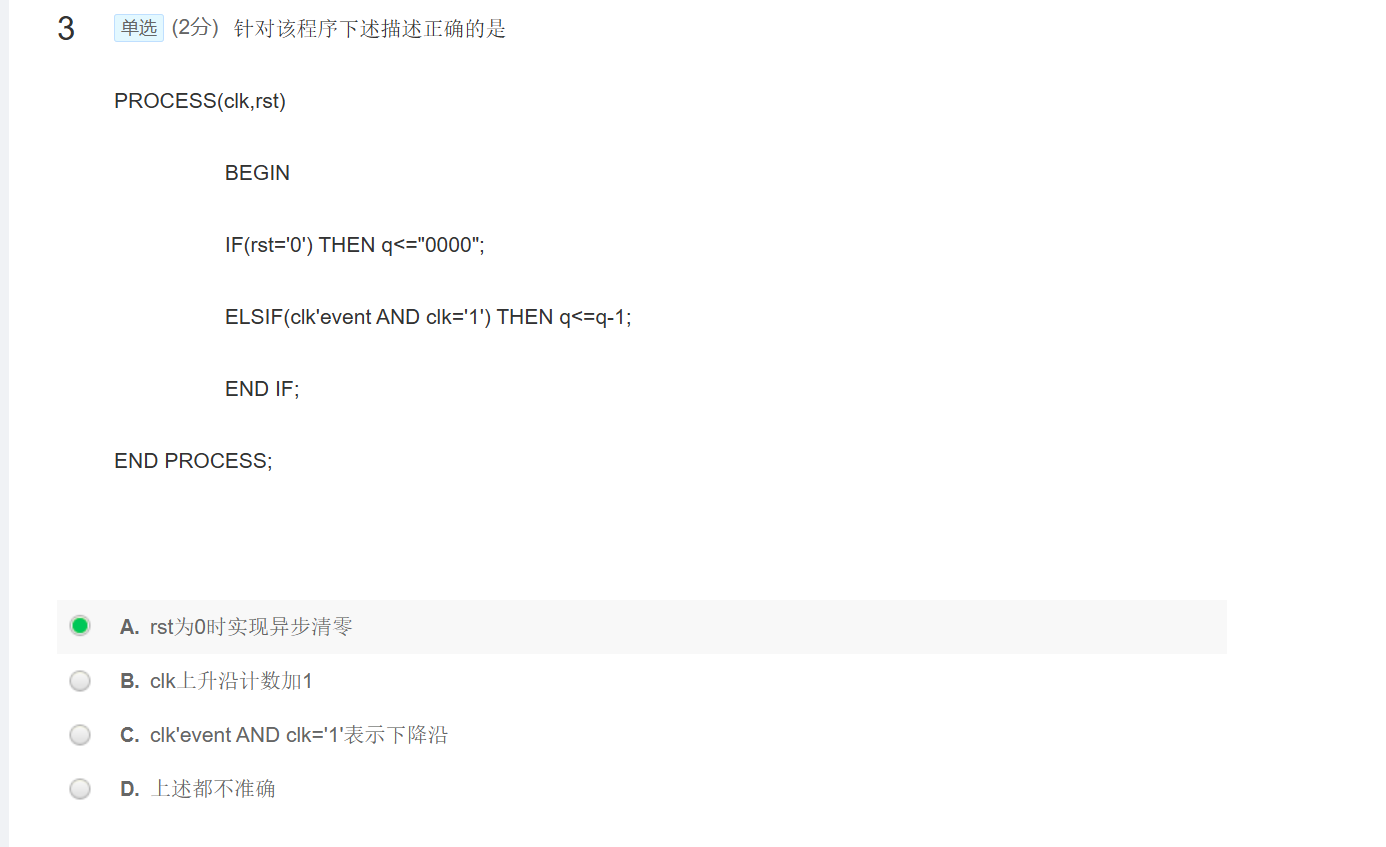 3 单选 (2分) 针对该程序下述描述正确的是
PROCESS(clk,rst)
BEGIN
IF(rst='0') THEN q<="0000";
ELSIF(clk'event AND clk='1') THEN q<=q-1;
END IF;
END PROCESS;
A. rst为0时实现异步清零
B. clk上升沿计数加1
C. clk'event AND clk='1'表示下降沿
D. 上述都不准确